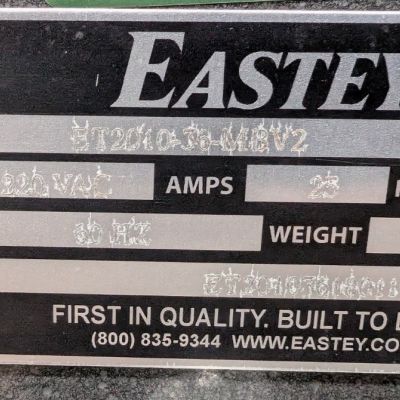 EASTEY
ET2010-36-MBV2
220 VAC AMPS 23
60 HZ WEIGHT
FIRST IN QUALITY. BUILT TO
(800) 835-9344 WWW.EASTEY.CO